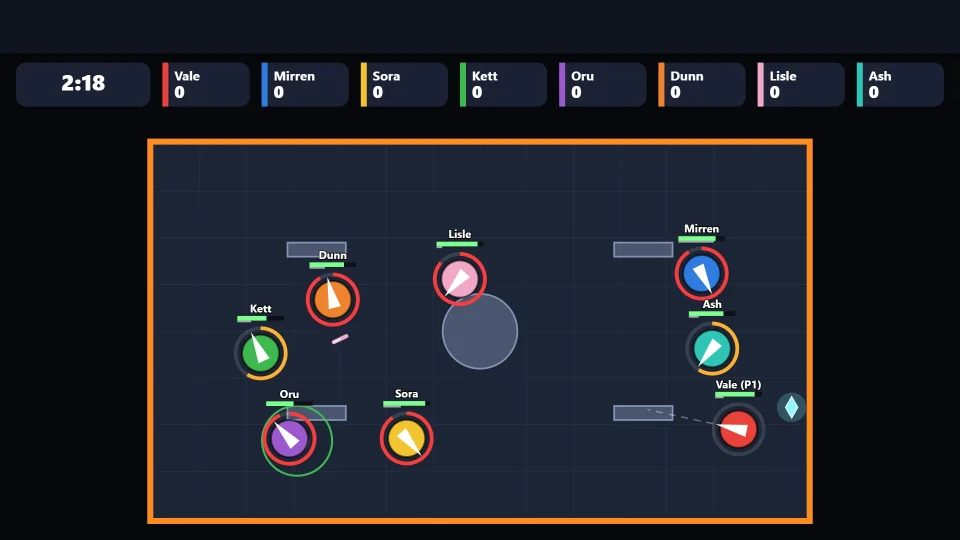 2:18
Vale
0
Mirren
0
Sora
0
Kett
0
Oru
0
Dunn
0
Lisle
0
Ash
0
Lisle
Mirren
Dunn
Ash
Kett
Vale (P1)
Oru
Sora